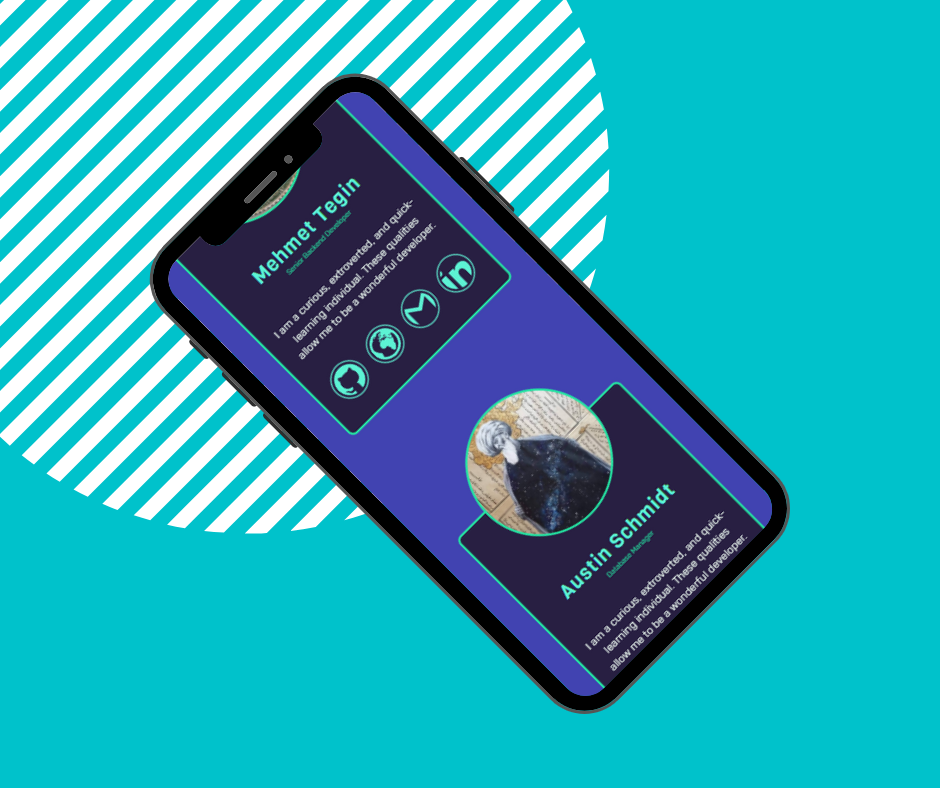 Mehmet Tegin
Senior Backend Developer
I am a curious, extroverted, and quick-
learning individual. These qualities
allow me to be a wonderful developer.
in
Austin Schmidt
Database Manager
I am a curious, extroverted, and quick-
learning individual. These qualities
allow me to be a wonderful developer.